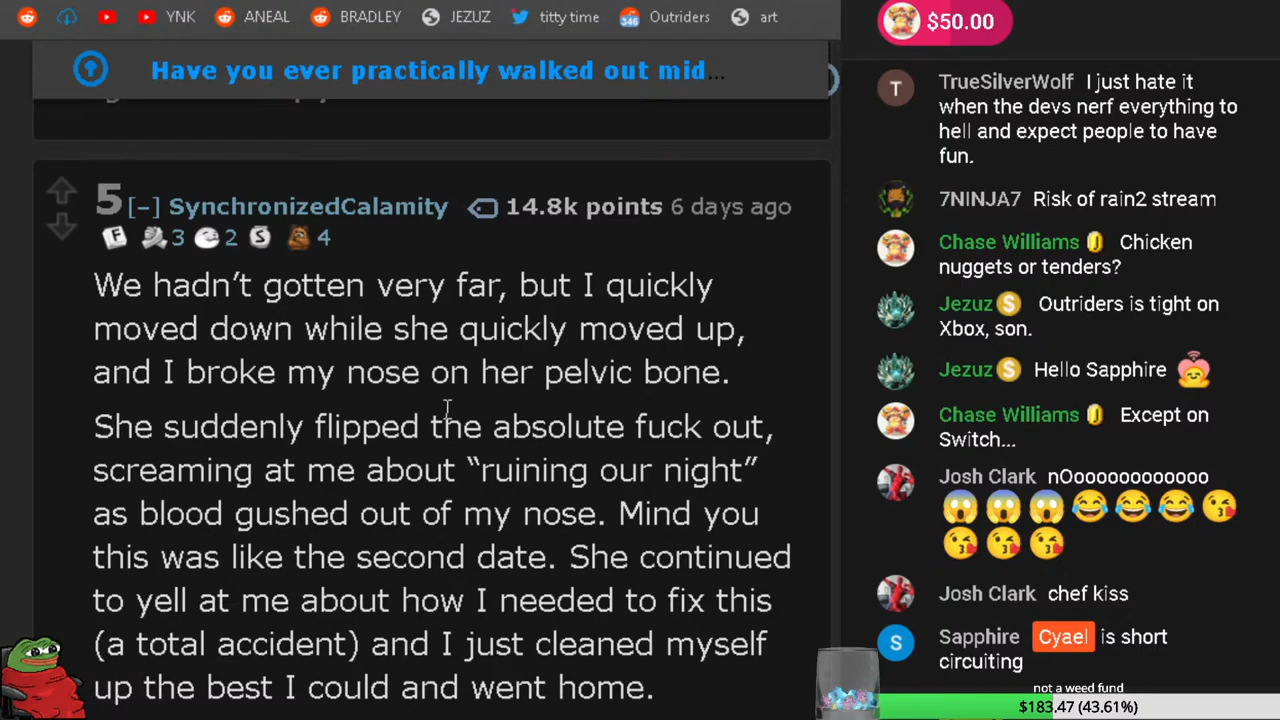 YNK
ANEAL
BRADLEY
JEZUZ
titty time
346
Outriders
art
Have you ever practically walked out mid...
5 [-] SynchronizedCalamity 14.8k points 6 days ago
F 3 2 S 4
We hadn't gotten very far, but I quickly
moved down while she quickly moved up,
and I broke my nose on her pelvic bone.
She suddenly flipped the absolute fuck out,
screaming at me about “ruining our night”
as blood gushed out of my nose. Mind you
this was like the second date. She continued
to yell at me about how I needed to fix this
(a total accident) and I just cleaned myself
up the best I could and went home.
$50.00
T
TrueSilverWolf I just hate it
when the devs nerf everything to
hell and expect people to have
fun.
7NINJA7 Risk of rain2 stream
Chase Williams Chicken
nuggets or tenders?
Jezuz S Outriders is tight on
Xbox, son.
Jezuz S Hello Sapphire
Chase Williams Except on
Switch...
Josh Clark nOoooooooooooo
😱😱😱😂😂😂😘
😘😘😘
Josh Clark chef kiss
S
Sapphire Cyael is short
circuiting
not a weed fund
$183.47 (43.61%)